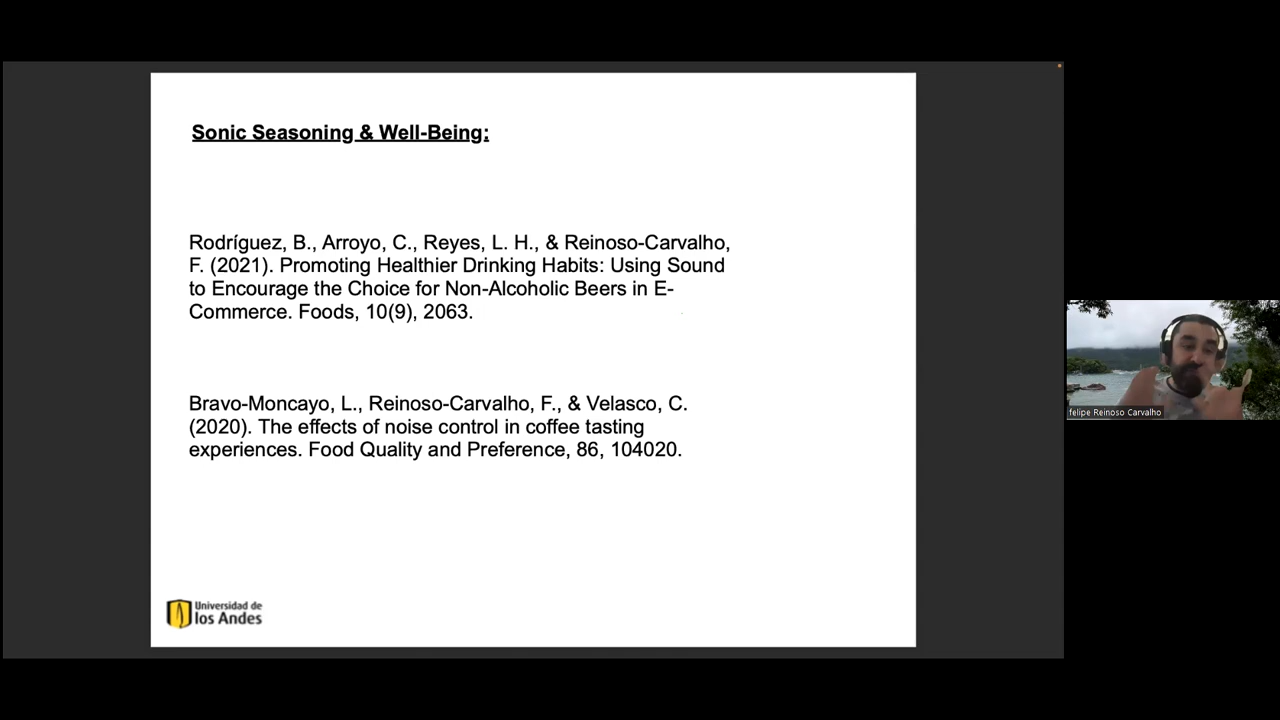 Sonic Seasoning & Well-Being:
Rodríguez, B., Arroyo, C., Reyes, L. H., & Reinoso-Carvalho,
F. (2021). Promoting Healthier Drinking Habits: Using Sound
to Encourage the Choice for Non-Alcoholic Beers in E-
Commerce. Foods, 10(9), 2063.
Bravo-Moncayo, L., Reinoso-Carvalho, F., & Velasco, C.
(2020). The effects of noise control in coffee tasting
experiences. Food Quality and Preference, 86, 104020.
Universidad de
los Andes
felipe Reinoso Carvalho